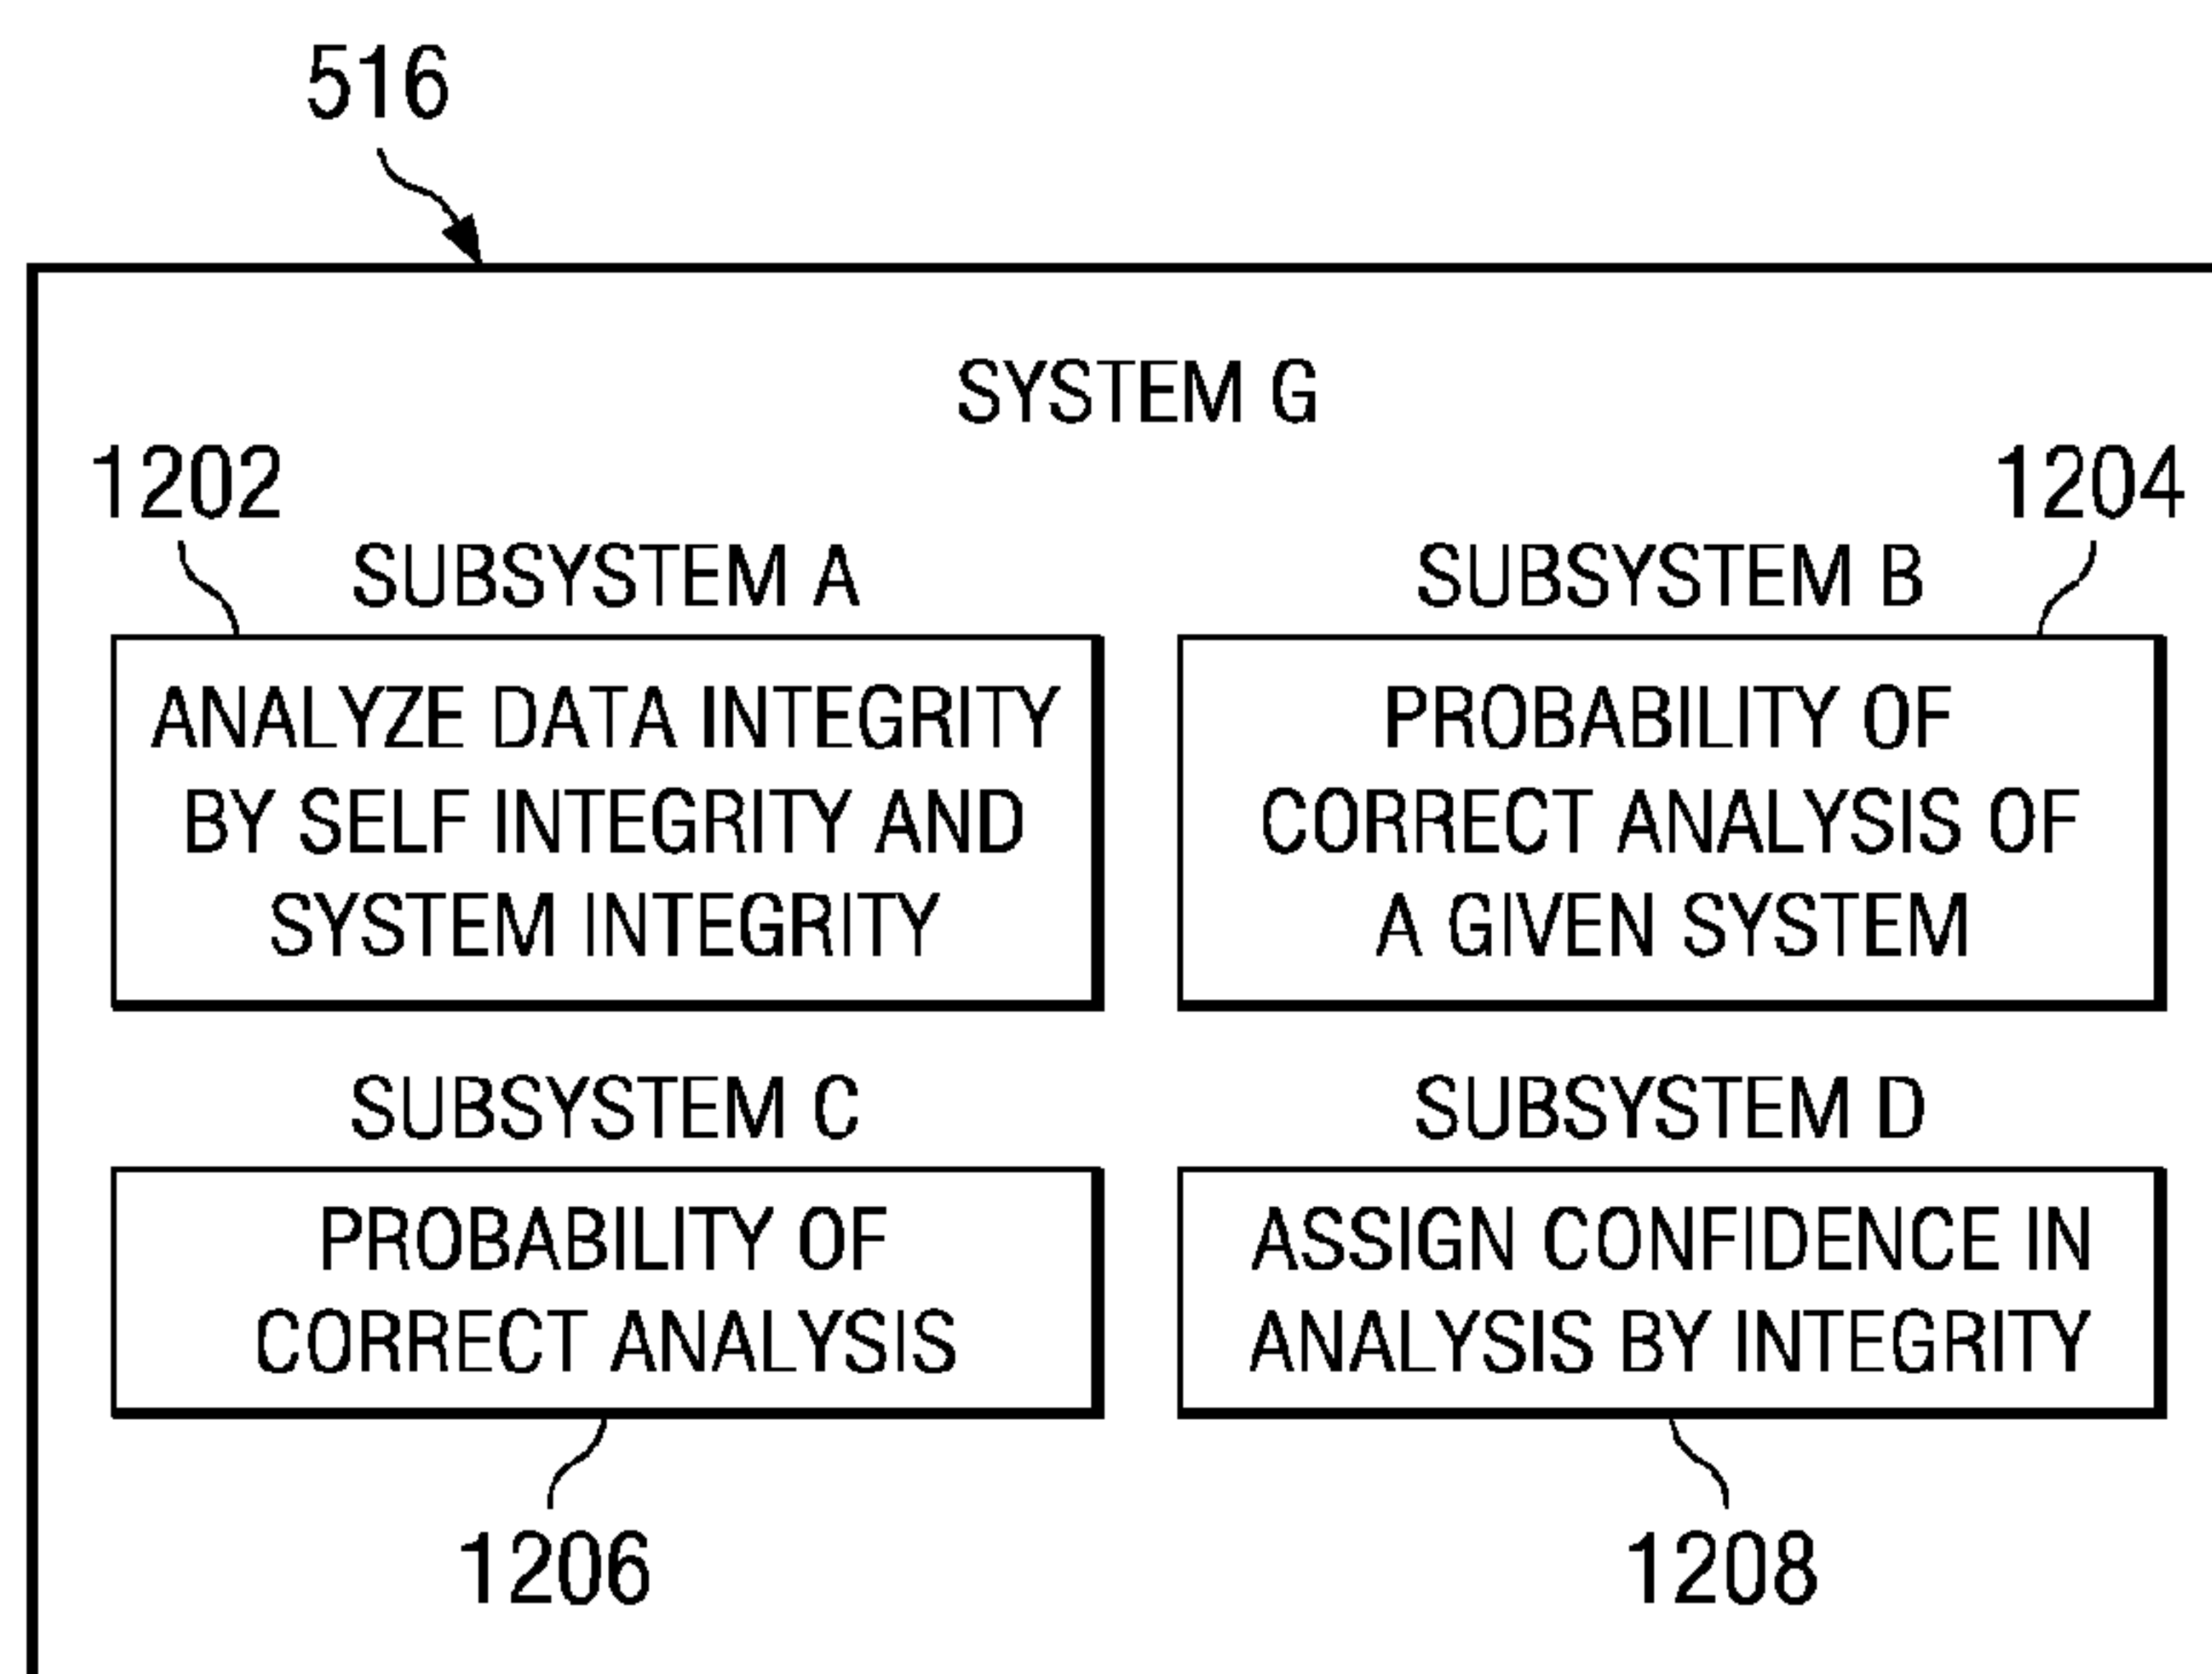 516
SYSTEM G
1202
1204
SUBSYSTEM A
ANALYZE DATA INTEGRITY
BY SELF INTEGRITY AND
SYSTEM INTEGRITY
SUBSYSTEM B
PROBABILITY OF
CORRECT ANALYSIS OF
A GIVEN SYSTEM
SUBSYSTEM C
PROBABILITY OF
CORRECT ANALYSIS
SUBSYSTEM D
ASSIGN CONFIDENCE IN
ANALYSIS BY INTEGRITY
1206
1208